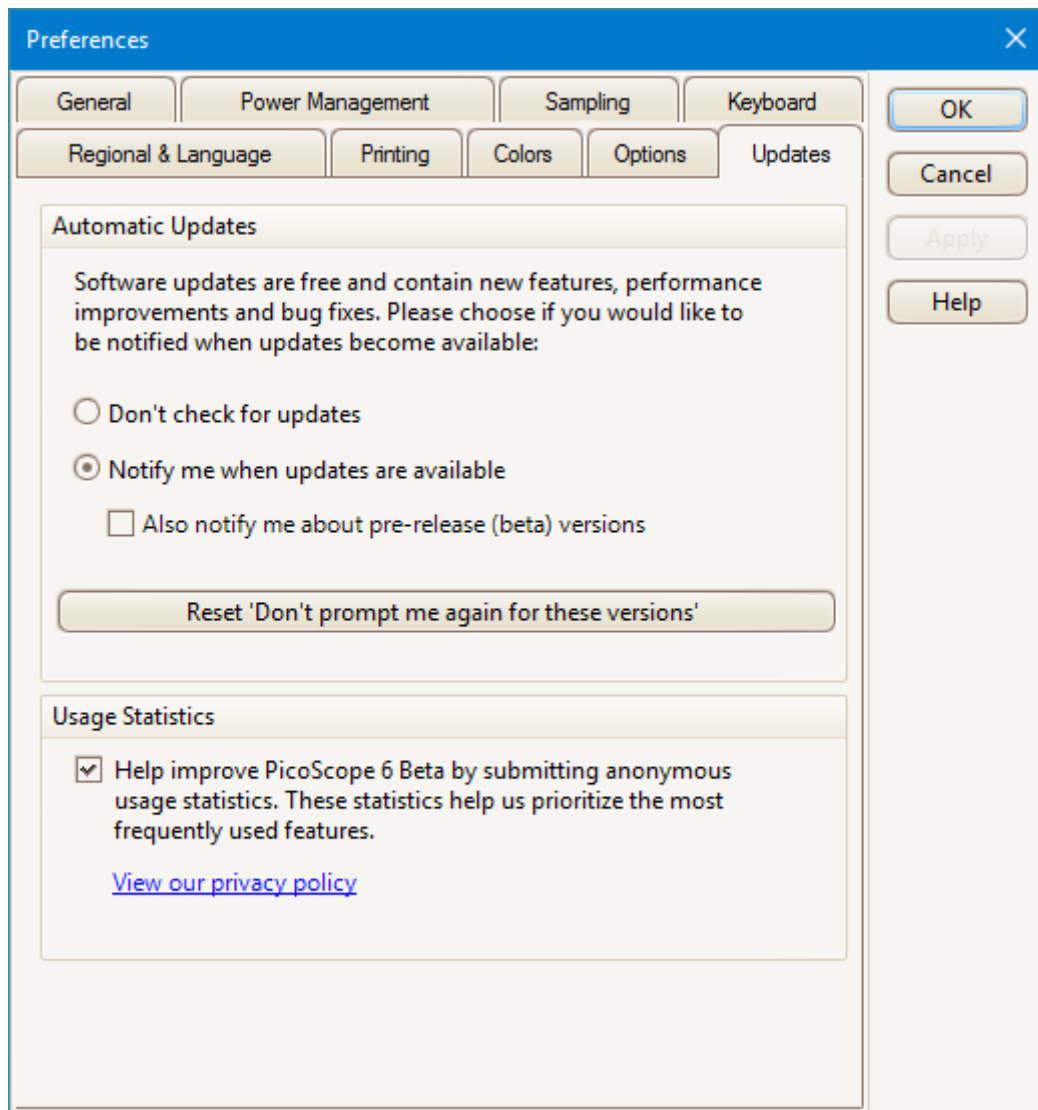 Preferences
General Power Management Sampling Keyboard
Regional & Language Printing Colors Options Updates
OK
Cancel
Apply
Help
Automatic Updates
Software updates are free and contain new features, performance
improvements and bug fixes. Please choose if you would like to
be notified when updates become available:
Don't check for updates
Notify me when updates are available
Also notify me about pre-release (beta) versions
Reset 'Don't prompt me again for these versions'
Usage Statistics
Help improve PicoScope 6 Beta by submitting anonymous
usage statistics. These statistics help us prioritize the most
frequently used features.
View our privacy policy